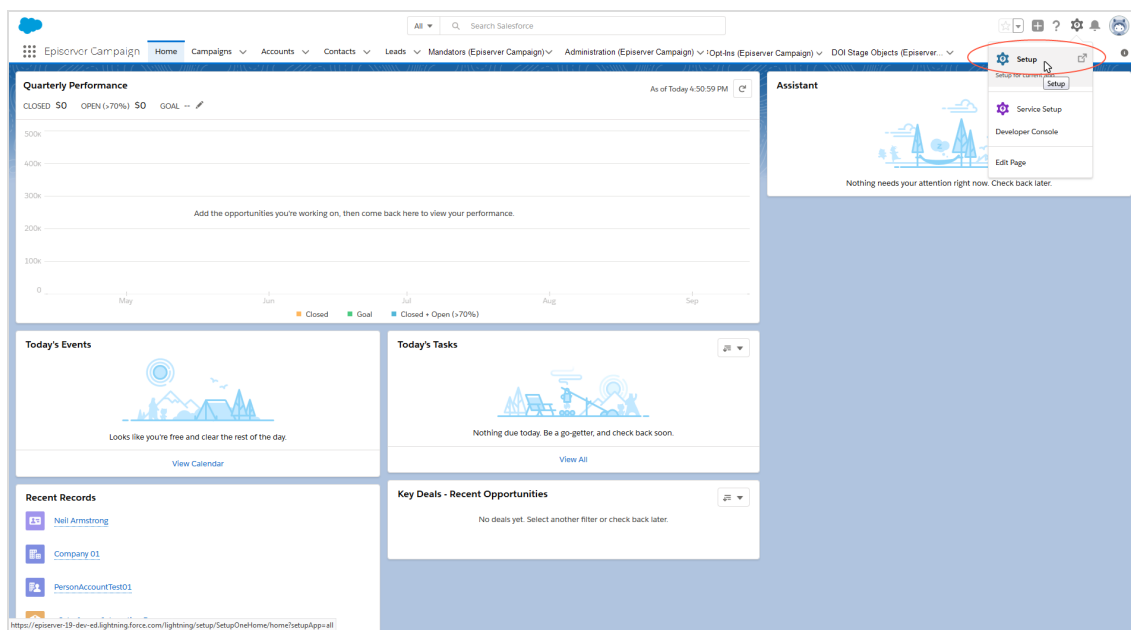 All
Search Salesforce
Episerver Campaign
Home
Campaigns
Accounts
Contacts
Leads
Mandators (Episerver Campaign)
Administration (Episerver Campaign)
Opt-Ins (Episerver Campaign)
DOI Stage Objects (Episerver...
Setup
Setup for current app
Setup
Service Setup
Developer Console
Edit Page
Quarterly Performance
As of Today 4:50:59 PM
CLOSED $0 OPEN (>70%) $0 GOAL --
500K
400K
300K
Add the opportunities you're working on, then come back here to view your performance.
200K
100K
0
May Jun Jul Aug Sep
Closed Goal Closed + Open (>70%)
Assistant
Nothing needs your attention right now. Check back later.
Today's Events
Looks like you're free and clear the rest of the day.
View Calendar
Today's Tasks
Nothing due today. Be a go-getter, and check back soon.
View All
Recent Records
Neil Armstrong
Company 01
PersonAccountTest01
Key Deals - Recent Opportunities
No deals yet. Select another filter or check back later.
https://episerver-19-dev-ed.lightning.force.com/lightning/setup/SetupOneHome/home?setupApp=all